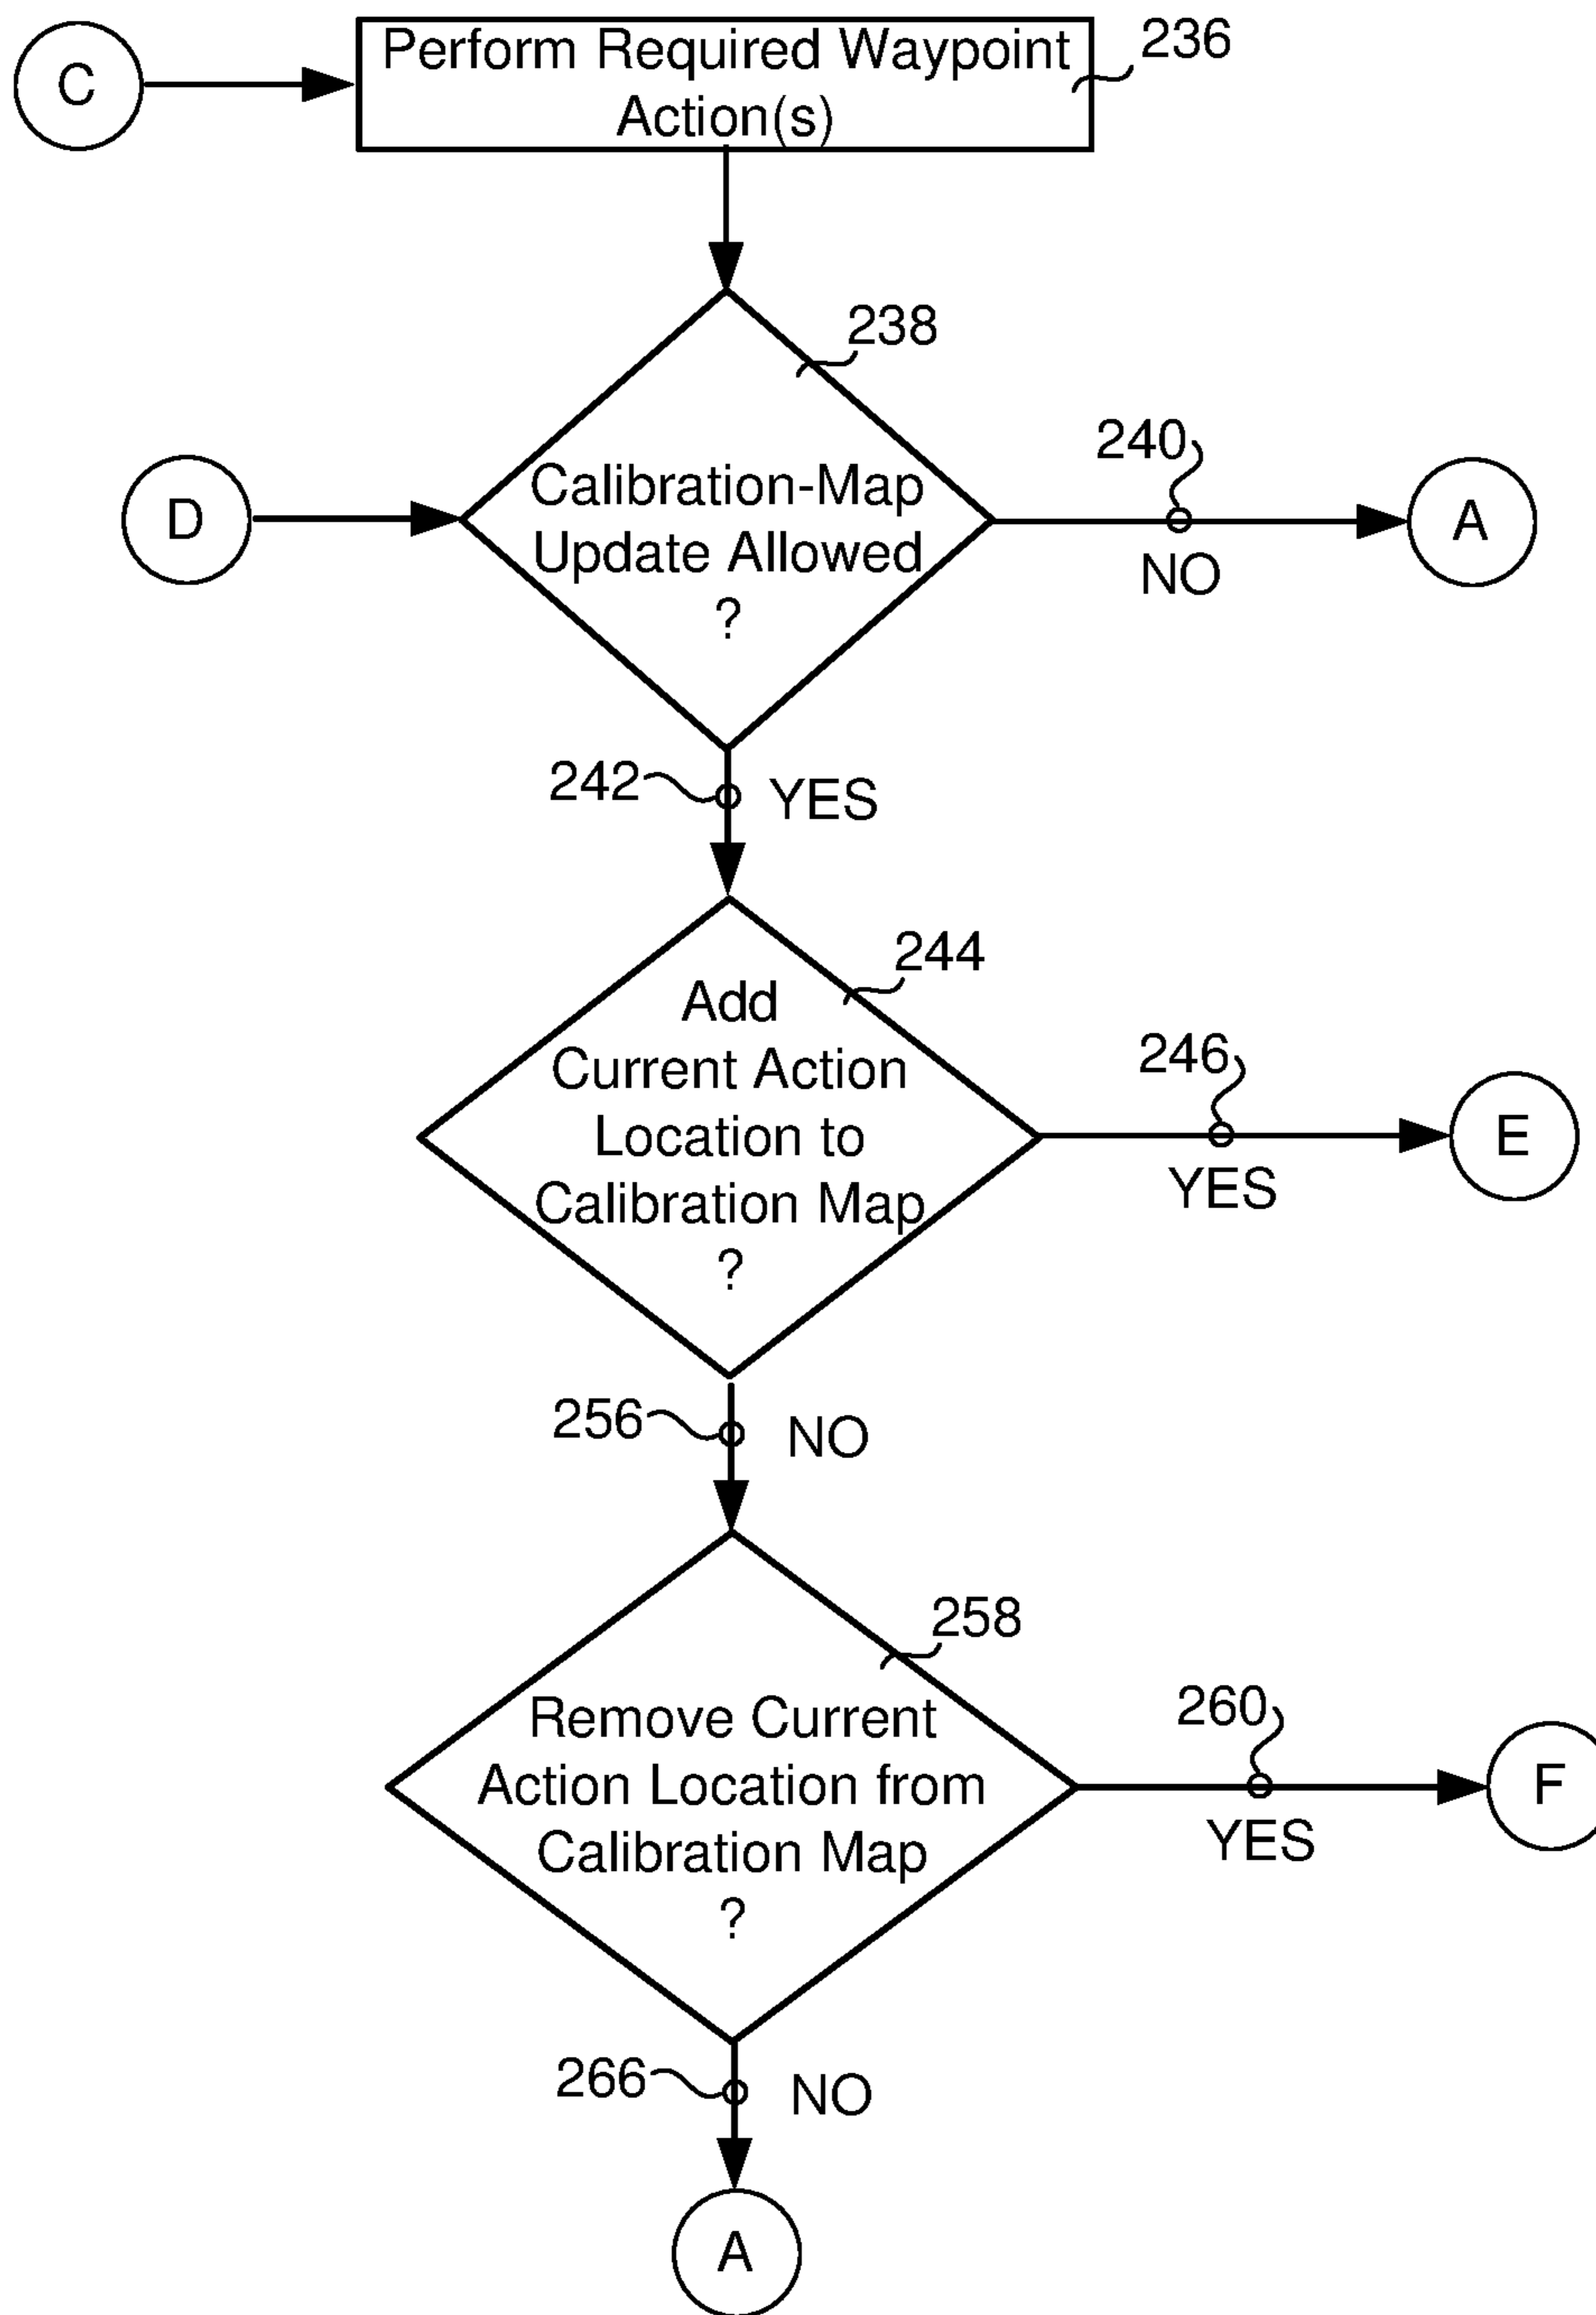 C
Perform Required Waypoint
Action(s)
236
238
D
Calibration-Map
Update Allowed
?
240
NO
A
242
YES
244
Add
Current Action
Location to
Calibration Map
?
246
YES
E
256
NO
258
Remove Current
Action Location from
Calibration Map
?
260
YES
F
266
NO
A